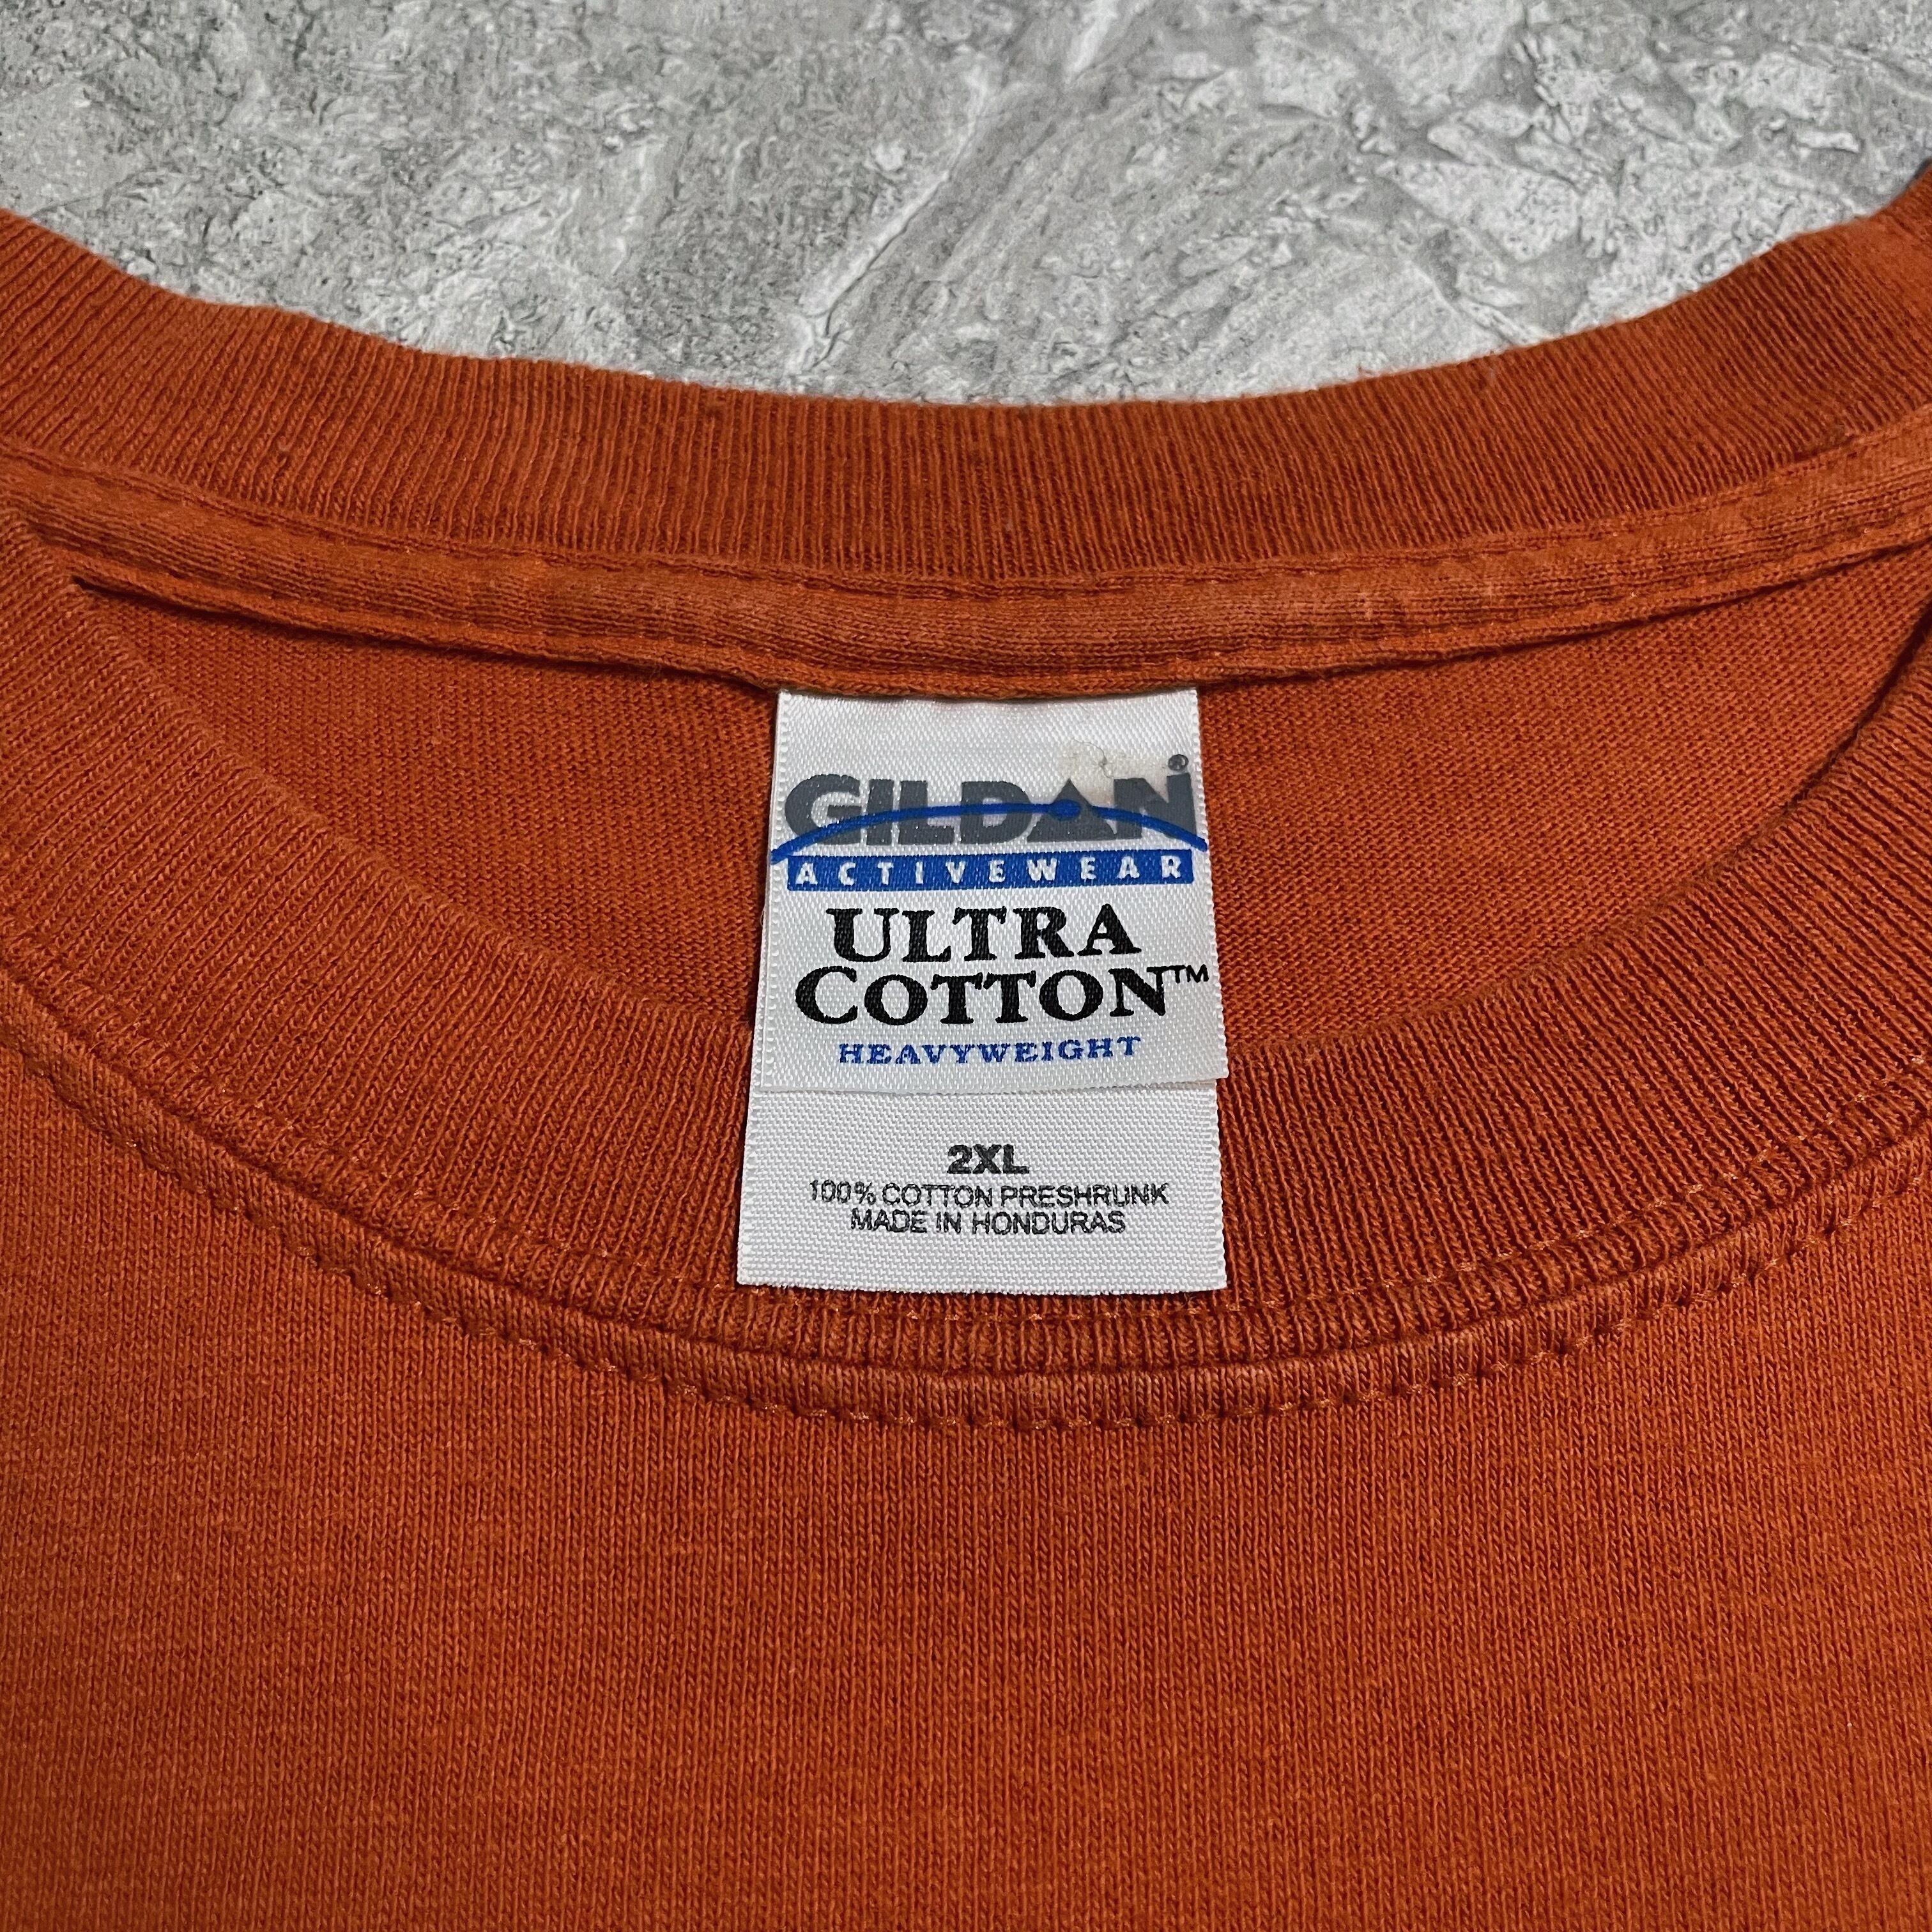 GILDAN®
ACTIVEWEAR
ULTRA
COTTON™
HEAVYWEIGHT
2XL
100% COTTON PRESHRUNK
MADE IN HONDURAS